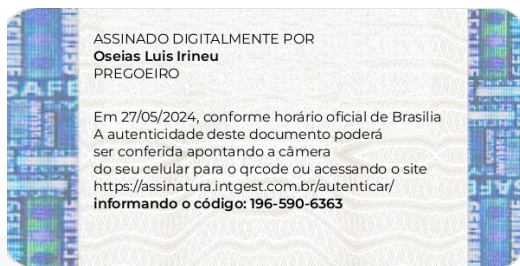 ASSINADO DIGITALMENTE POR
Oseias Luis Irineu
PREGOEIRO
Em 27/05/2024, conforme horário oficial de Brasilia
A autenticidade deste documento poderá
ser conferida apontando a câmera
do seu celular para o qrcode ou acessando o site
https://assinatura.intgest.com.br/autenticar/
informando o código: 196-590-6363